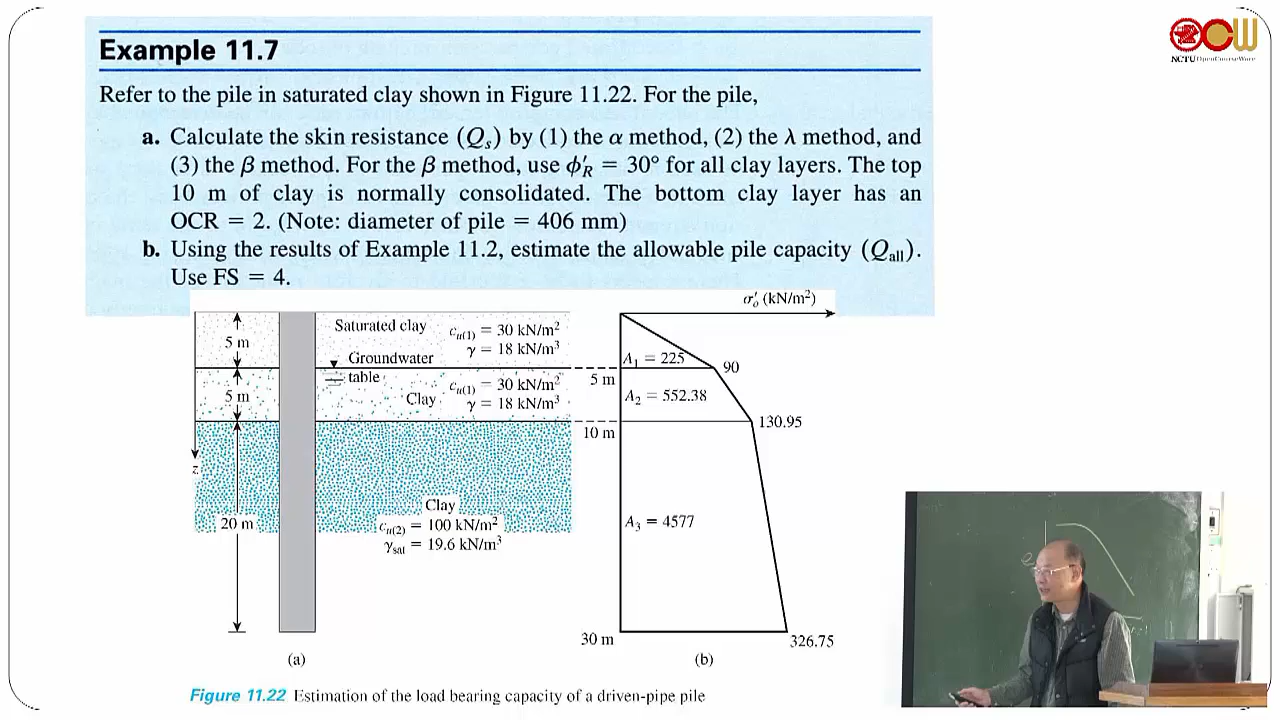 Example 11.7
NCTU OpenCourseWare
Refer to the pile in saturated clay shown in Figure 11.22. For the pile,
a. Calculate the skin resistance (Qs) by (1) the α method, (2) the λ method, and
(3) the β method. For the β method, use ϕ′R = 30° for all clay layers. The top
10 m of clay is normally consolidated. The bottom clay layer has an
OCR = 2. (Note: diameter of pile = 406 mm)
b. Using the results of Example 11.2, estimate the allowable pile capacity (Qall).
Use FS = 4.
σ′o (kN/m²)
Saturated clay
cu(1) = 30 kN/m²
γ = 18 kN/m³
5 m
Groundwater
table
A1 = 225
90
5 m
5 m
Clay
cu(1) = 30 kN/m²
γ = 18 kN/m³
A2 = 552.38
130.95
10 m
z
20 m
Clay
cu(2) = 100 kN/m²
γsat = 19.6 kN/m³
A3 = 4577
30 m
326.75
(a)
(b)
Figure 11.22 Estimation of the load bearing capacity of a driven-pipe pile
e